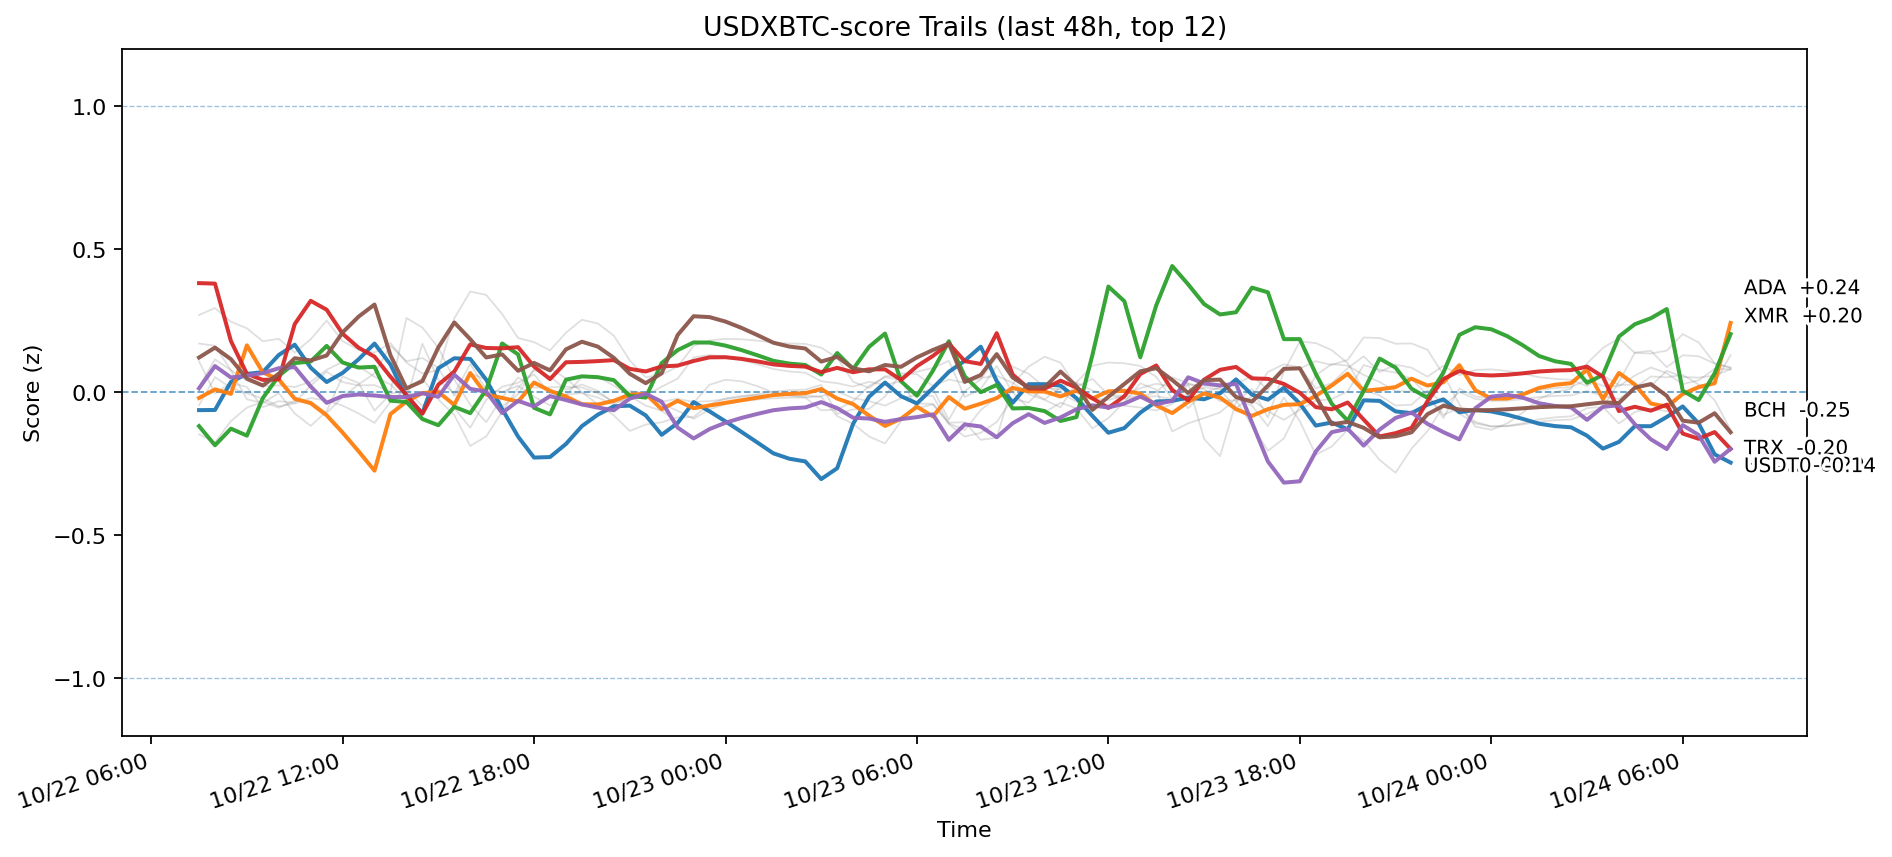 USDXBTC-score Trails (last 48h, top 12)
1.0
0.5
0.0
−0.5
−1.0
Score (z)
ADA +0.24
XMR +0.20
BCH -0.25
TRX -0.20
10/22 06:00
10/22 12:00
10/22 18:00
10/23 00:00
10/23 06:00
10/23 12:00
10/23 18:00
10/24 00:00
10/24 06:00
Time